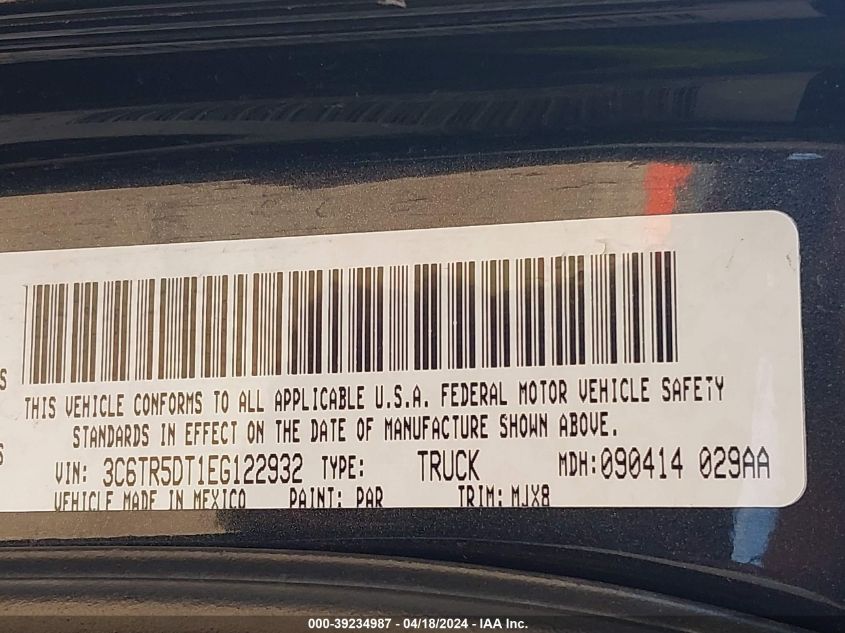 S
THIS VEHICLE CONFORMS TO ALL APPLICABLE U.S.A. FEDERAL MOTOR VEHICLE SAFETY
STANDARDS IN EFFECT ON THE DATE OF MANUFACTURE SHOWN ABOVE.
S
VIN: 3C6TR5DT1EG122932 TYPE: TRUCK MDH:090414 029AA
VEHICLE MADE IN MEXICO PAINT: PAR TRIM: MJX8
000-39234987 - 04/18/2024 - IAA Inc.